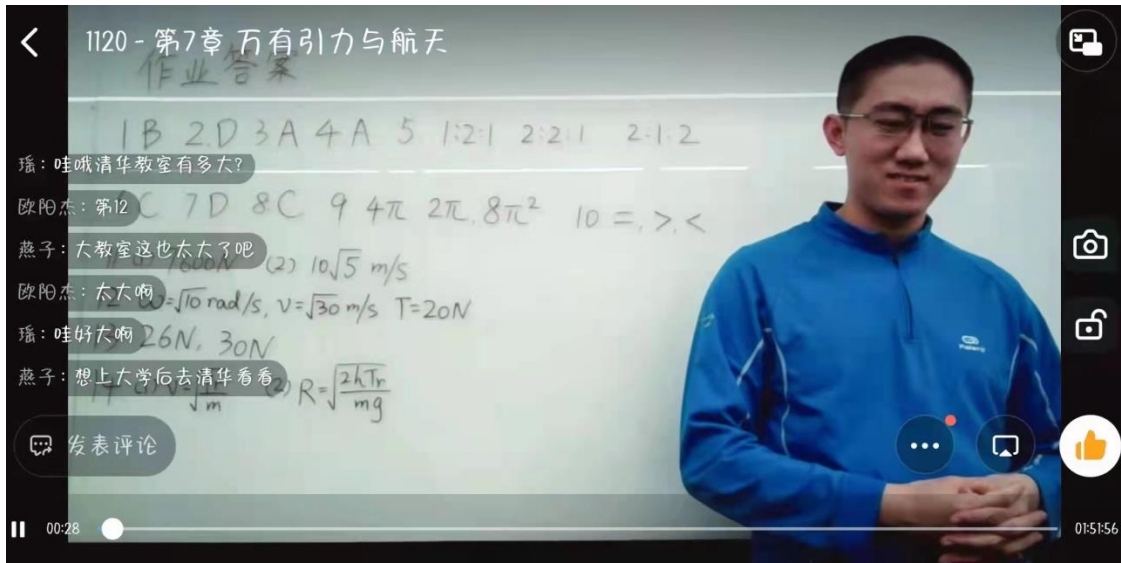 1120 - 第7章 万有引力与航天
作业答案
1 B 2.D 3 A 4 A 5. 1:2:1 2:2:1 2:1:2
瑶：哇哦清华教室有多大？
欧阳杰：第12
C 7 D 8.C 9 4π 2π. 8π² 10 =, >, <
燕子：大教室这也太大了吧
7600N (2) 10√5 m/s
欧阳杰：太大啊
ω=√10 rad/s, v=√30 m/s T=20N
瑶：哇好大啊
26N, 30N
燕子：想上大学后去清华看看
(2) R=√(2hTr/mg)
发表评论
00:28
01:51:56